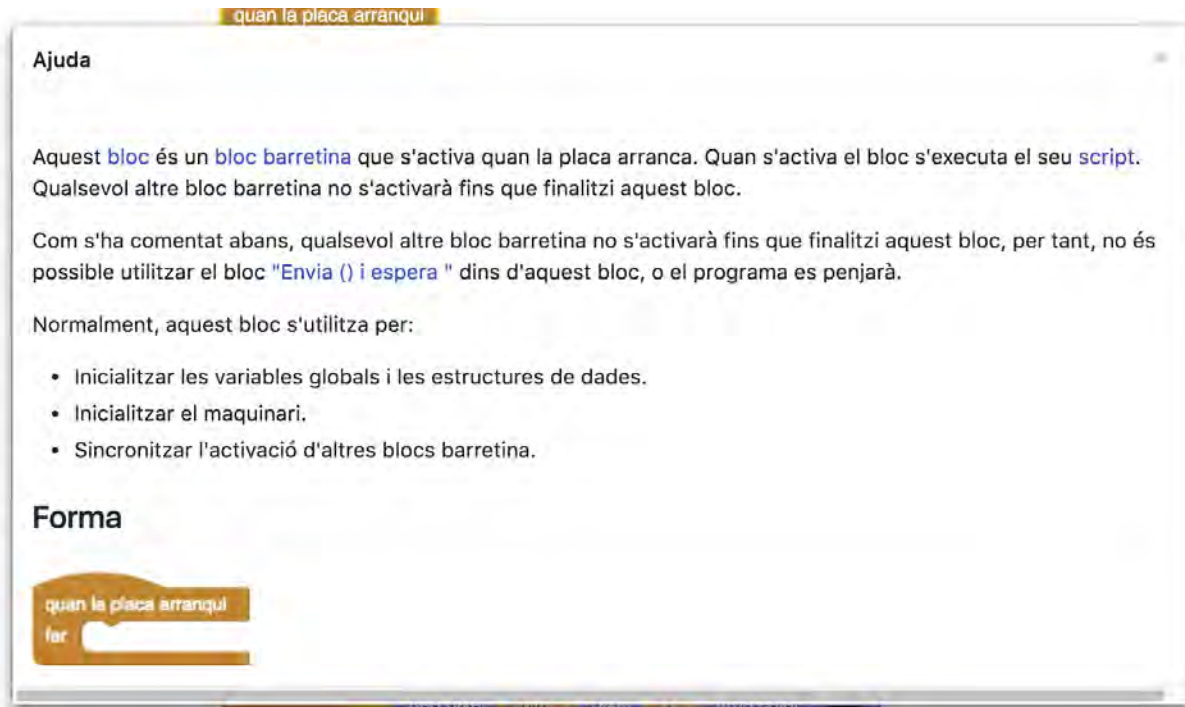 quan la placa arranqui
Ajuda
Aquest bloc és un bloc barretina que s'activa quan la placa arranca. Quan s'activa el bloc s'executa el seu script.
Qualsevol altre bloc barretina no s'activarà fins que finalitzi aquest bloc.
Com s'ha comentat abans, qualsevol altre bloc barretina no s'activarà fins que finalitzi aquest bloc, per tant, no és
possible utilitzar el bloc "Envia () i espera " dins d'aquest bloc, o el programa es penjarà.
Normalment, aquest bloc s'utilitza per:
• Inicialitzar les variables globals i les estructures de dades.
• Inicialitzar el maquinari.
• Sincronitzar l'activació d'altres blocs barretina.
Forma
quan la placa arranqui
fer